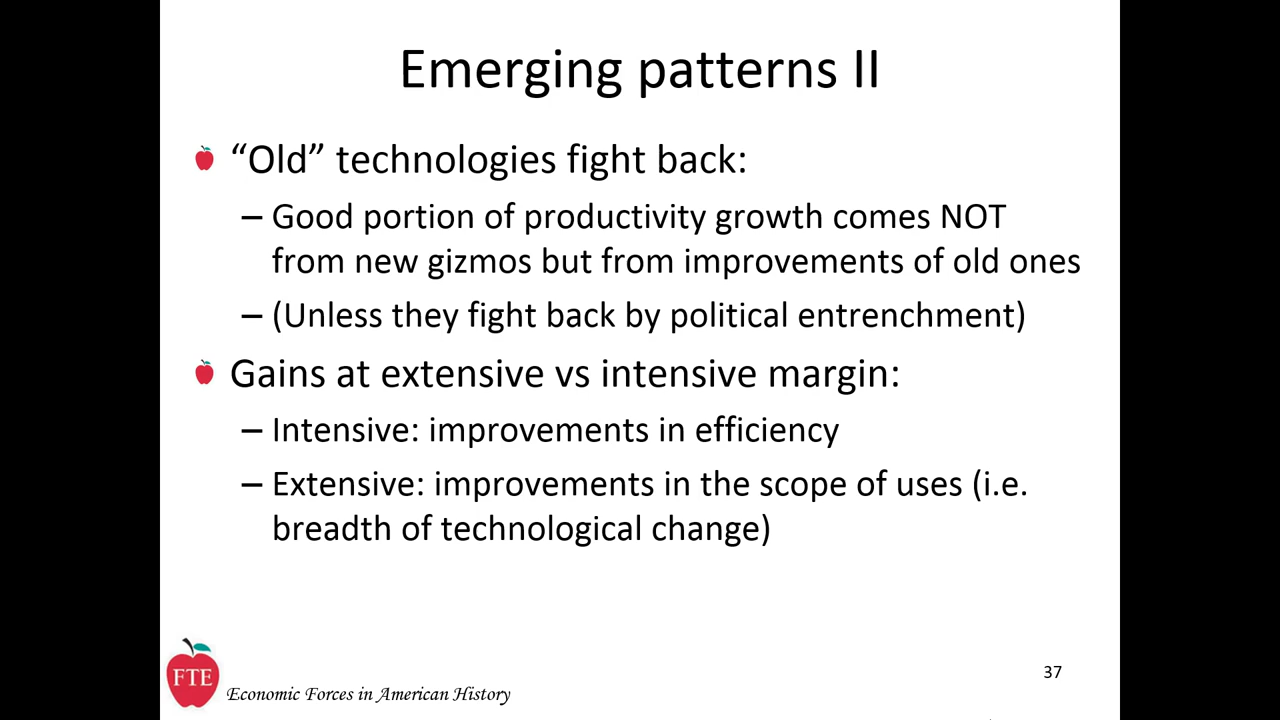 Emerging patterns II
“Old” technologies fight back:
– Good portion of productivity growth comes NOT
from new gizmos but from improvements of old ones
– (Unless they fight back by political entrenchment)
Gains at extensive vs intensive margin:
– Intensive: improvements in efficiency
– Extensive: improvements in the scope of uses (i.e.
breadth of technological change)
FTE
Economic Forces in American History
37